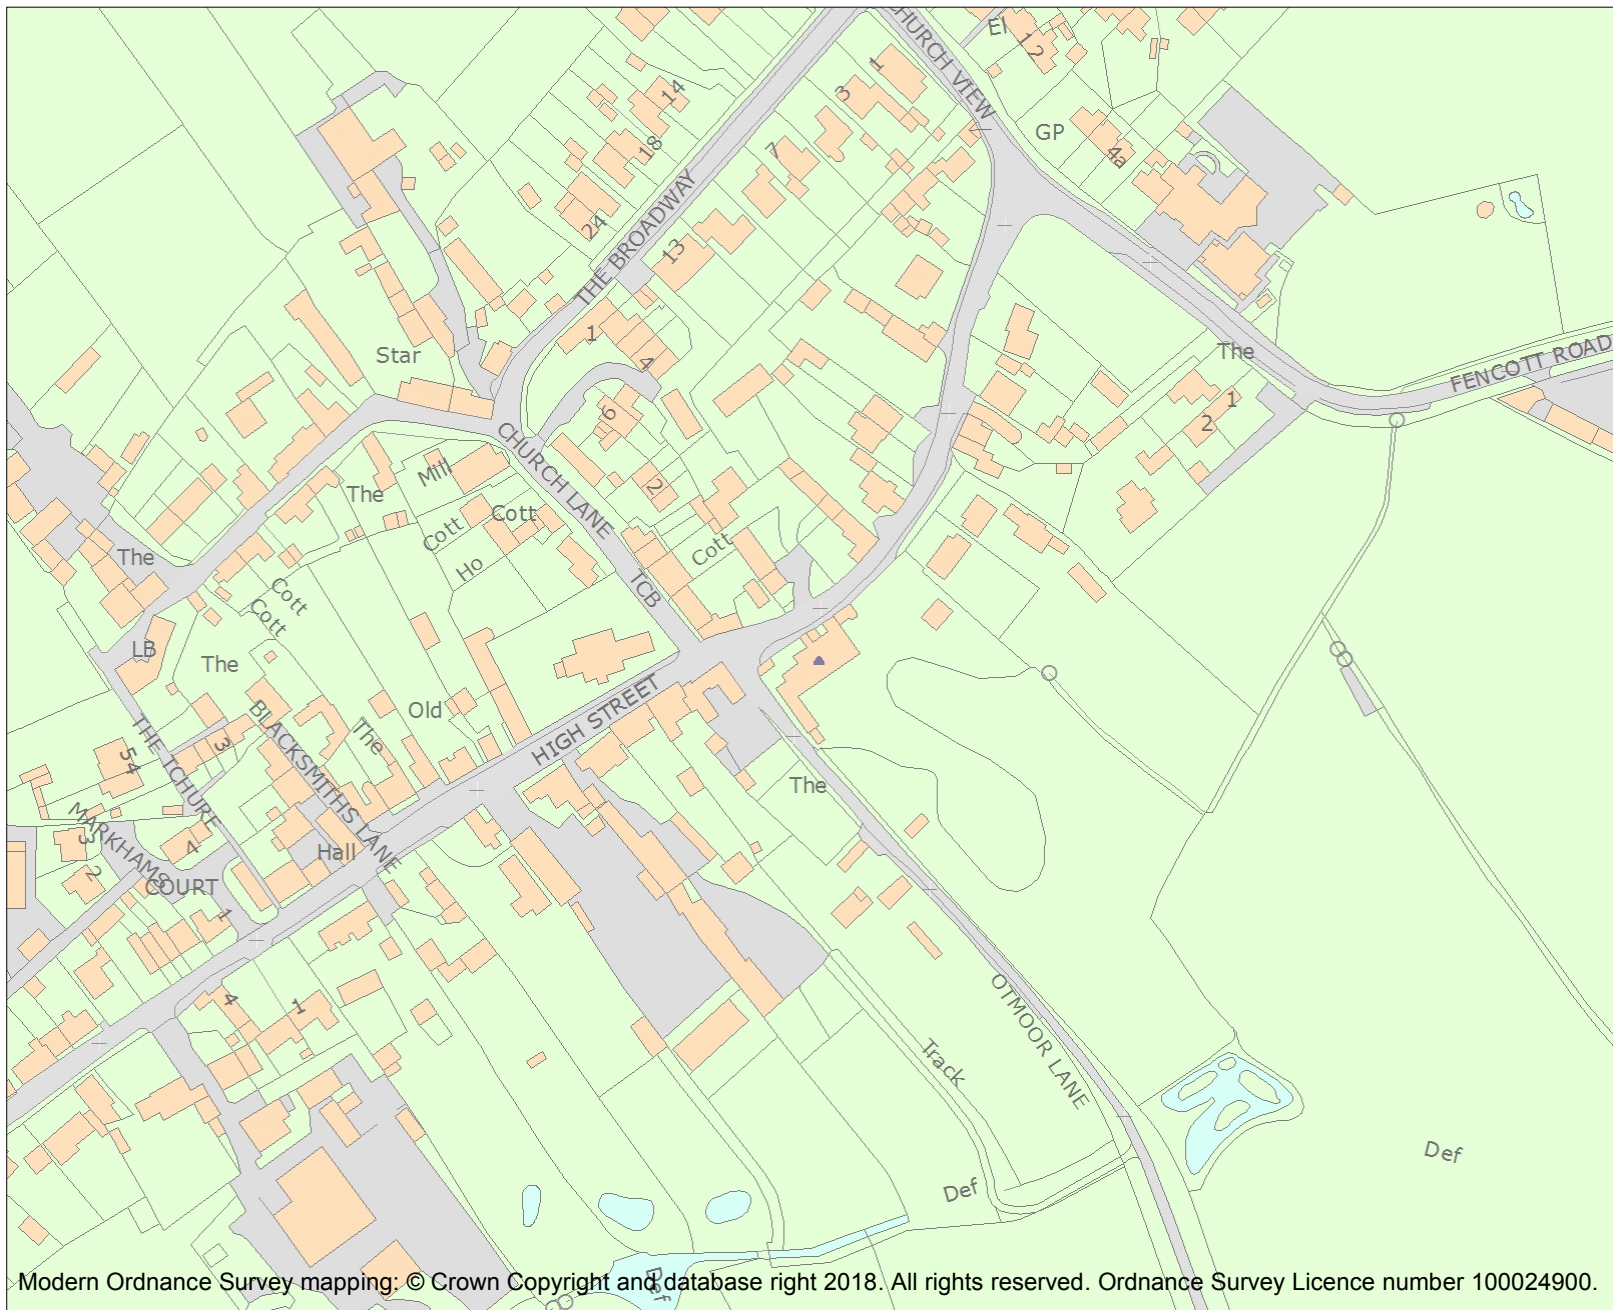 CHURCH VIEW
El
12
1
3
14
GP
18
4a
7
24
13
THE BROADWAY
1
4
Star
The
FENCOTT ROAD
1
2
6
CHURCH LANE
Mill
The
2
Cott
Cott
Cott
Ho
The
TCB
Cott
Cott
LB
The
HIGH STREET
Old
BLACKSMITHS LANE
The
THE TCHURE
3
54
The
MARKHAMS
COURT
3
4
2
Hall
1
4
1
OTMOOR LANE
Track
Def
Def
Def
Modern Ordnance Survey mapping: © Crown Copyright and database right 2018. All rights reserved. Ordnance Survey Licence number 100024900.